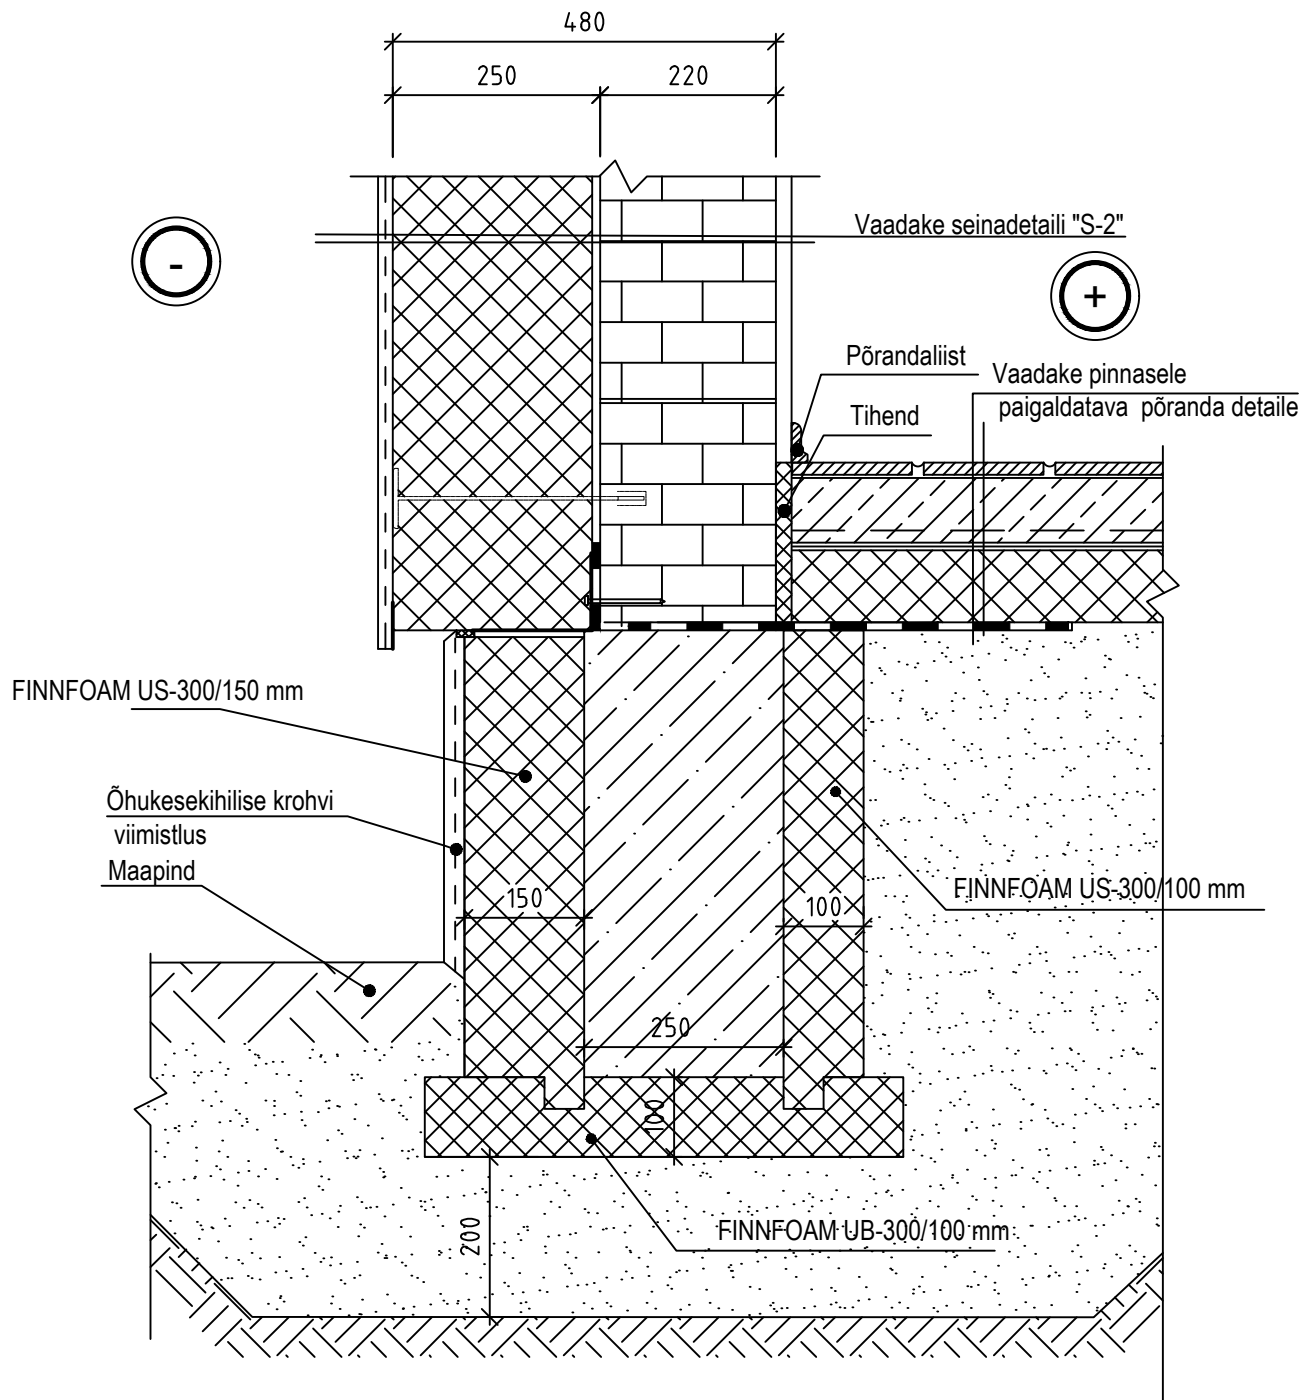 480
250
220
Vaadake seinadetaili "S-2"
-
+
Põrandaliist
Vaadake pinnasele
paigaldatava põranda detaile
Tihend
FINNFOAM US-300/150 mm
Õhukesekihilise krohvi
viimistlus
Maapind
150
100
FINNFOAM US-300/100 mm
250
100
200
FINNFOAM UB-300/100 mm